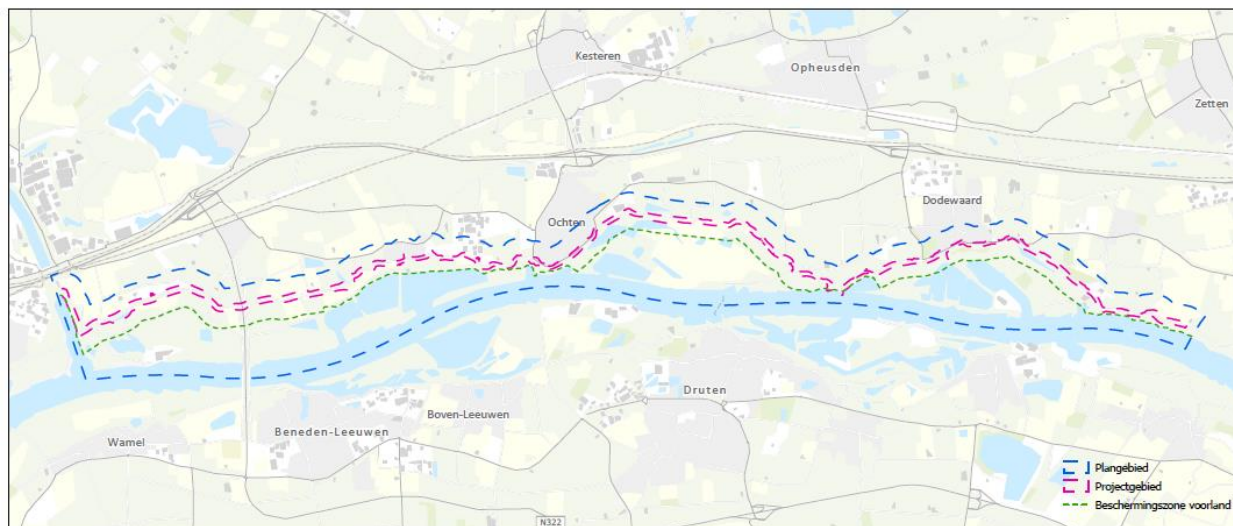 Kesteren
Opheusden
Zetten
Ochten
Dodewaard
Druten
Boven-Leeuwen
Beneden-Leeuwen
Wamel
Plangebied
Projectgebied
Beschermingszone voorland
N322